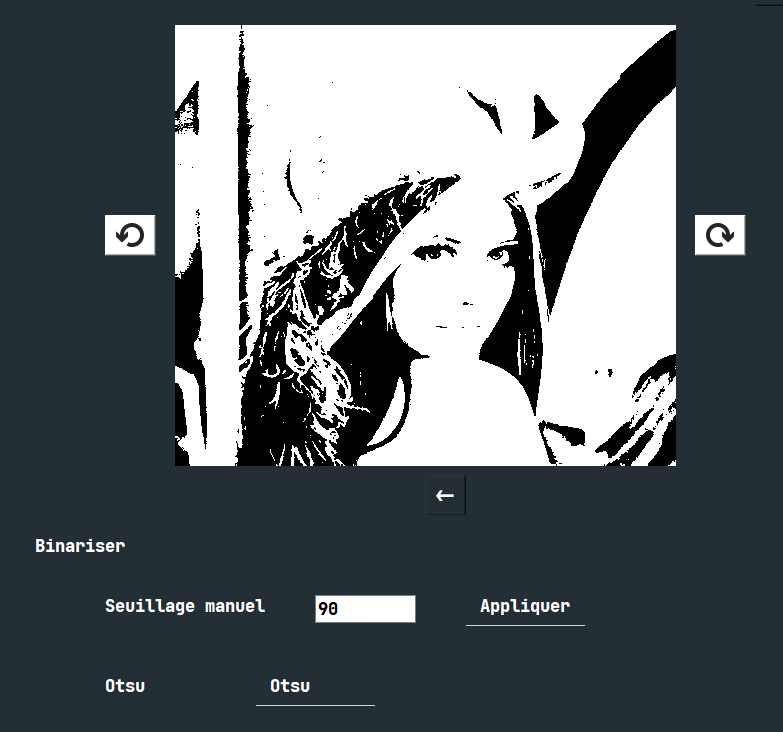 ←
Binariser
Seuillage manuel 90 Appliquer
Otsu Otsu